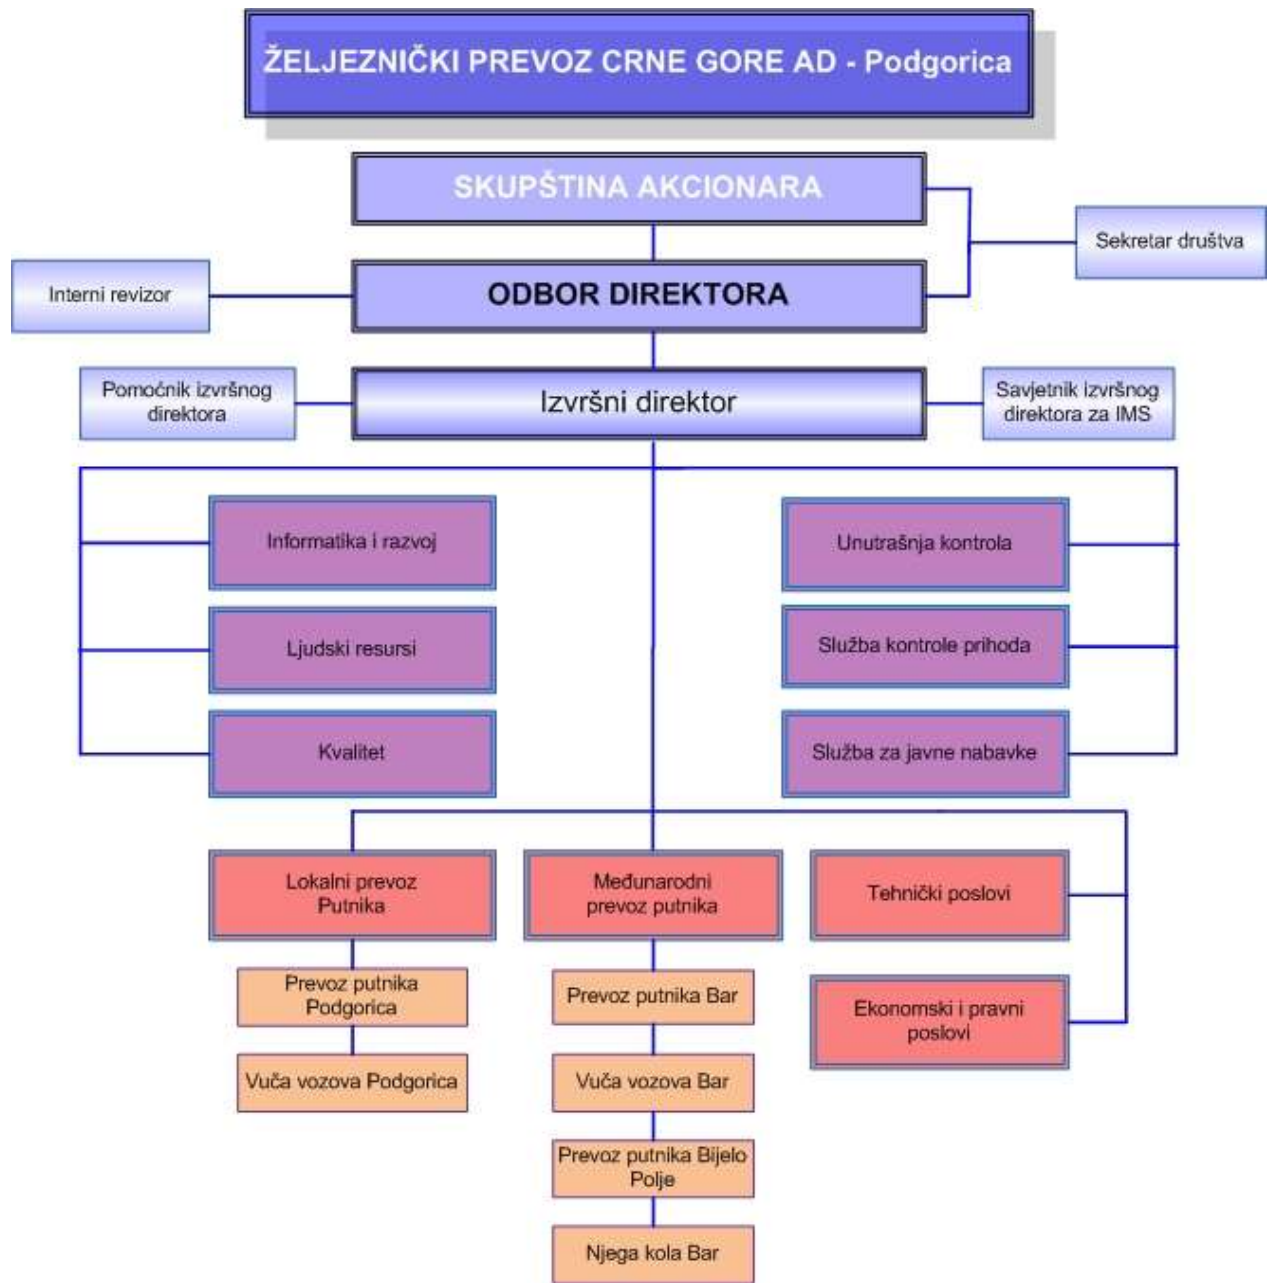 ŽELJEZNIČKI PREVOZ CRNE GORE AD - Podgorica
SKUPŠTINA AKCIONARA
Sekretar društva
Interni revizor
ODBOR DIREKTORA
Pomoćnik izvršnog
direktora
Izvršni direktor
Savjetnik izvršnog
direktora za IMS
Informatika i razvoj
Unutrašnja kontrola
Ljudski resursi
Služba kontrole prihoda
Kvalitet
Služba za javne nabavke
Lokalni prevoz
Putnika
Međunarodni
prevoz putnika
Tehnički poslovi
Prevoz putnika
Podgorica
Prevoz putnika Bar
Ekonomski i pravni
poslovi
Vuča vozova Podgorica
Vuča vozova Bar
Prevoz putnika Bijelo
Polje
Njega kola Bar